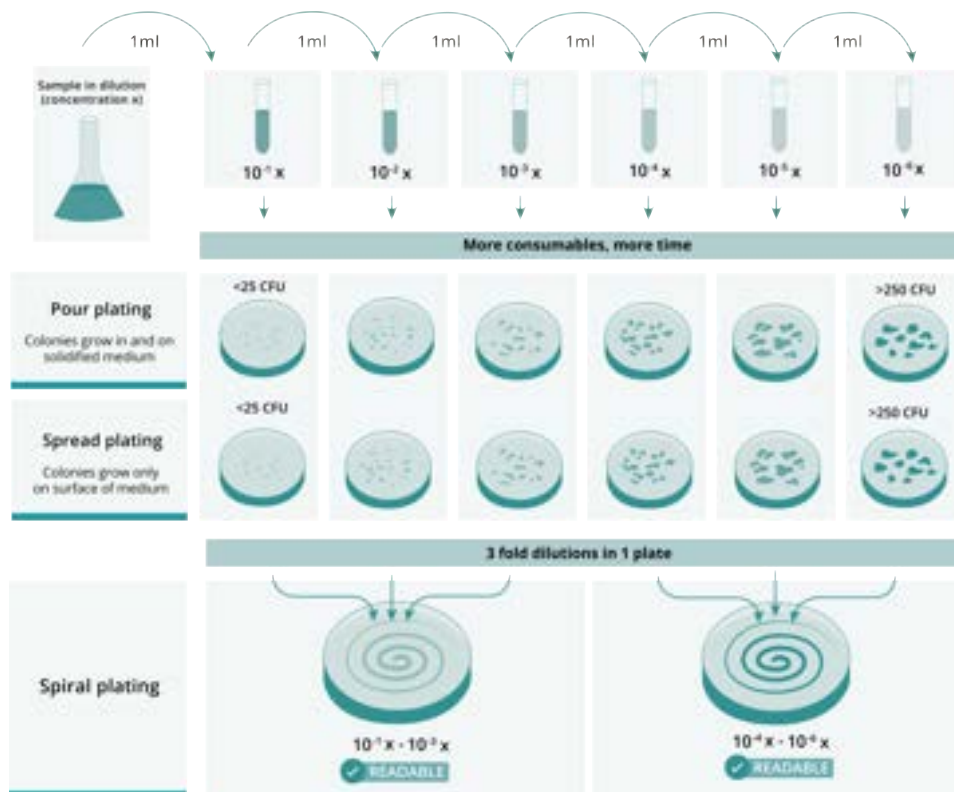 1ml 1ml 1ml 1ml 1ml 1ml
Sample in dilution
(concentration x)
10⁻¹ x 10⁻² x 10⁻³ x 10⁻⁴ x 10⁻⁵ x 10⁻⁶ x
More consumables, more time
Pour plating
Colonies grow in and on
solidified medium
<25 CFU >250 CFU
Spread plating
Colonies grow only
on surface of medium
<25 CFU >250 CFU
3 fold dilutions in 1 plate
Spiral plating
10⁻¹ x - 10⁻³ x 10⁻⁴ x - 10⁻⁶ x
READABLE READABLE